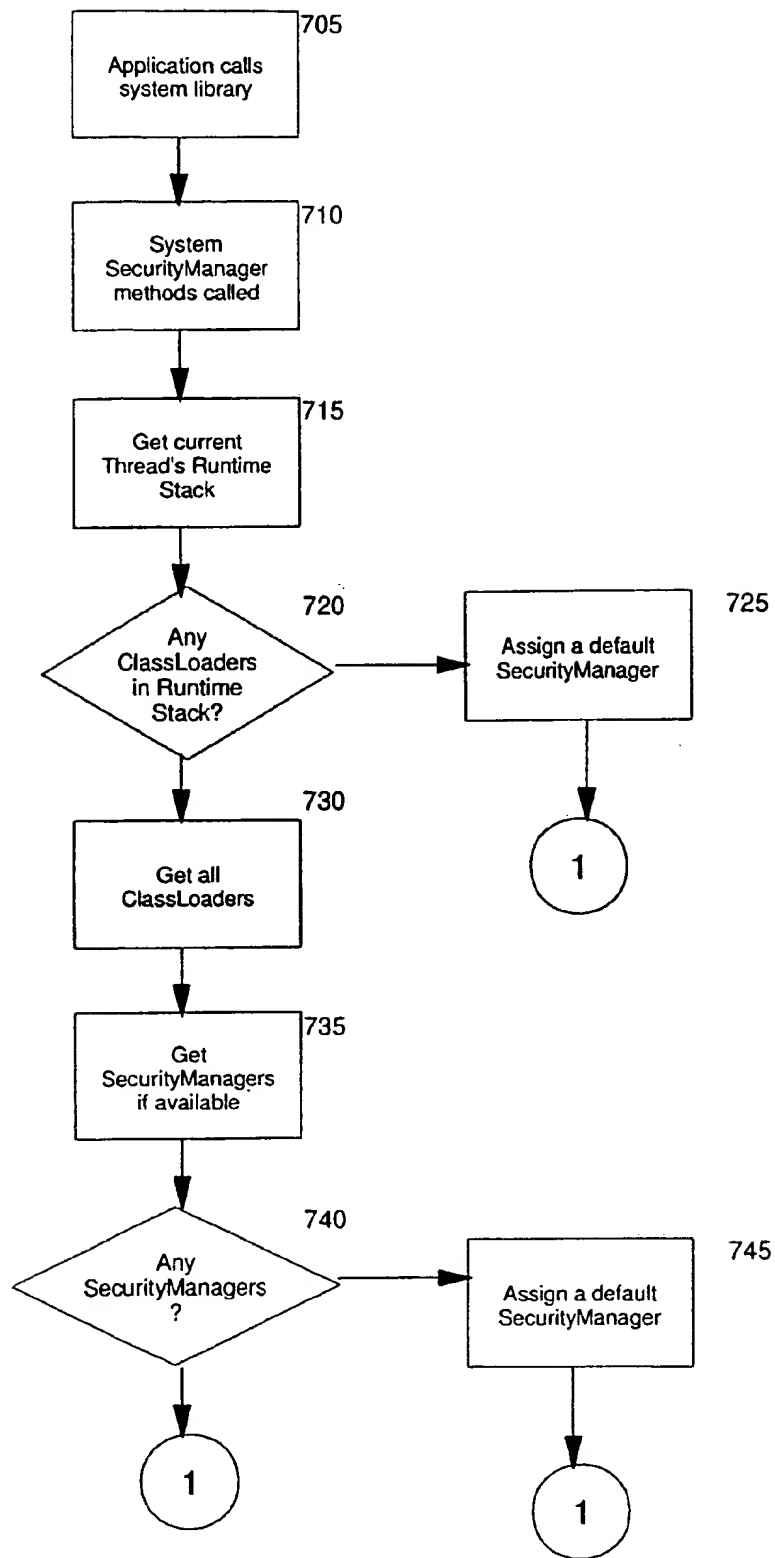 705
Application calls
system library
710
System
SecurityManager
methods called
715
Get current
Thread's Runtime
Stack
720
Any
ClassLoaders
in Runtime
Stack?
725
Assign a default
SecurityManager
730
Get all
ClassLoaders
1
735
Get
SecurityManagers
if available
740
Any
SecurityManagers
?
745
Assign a default
SecurityManager
1
1